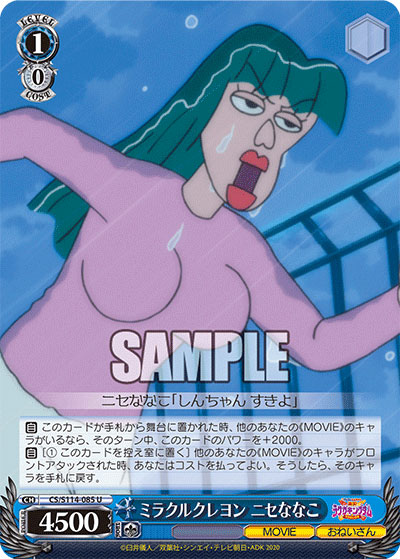 LEVEL
1
0
COST
SAMPLE
ニセななこ「しんちゃん すきよ」
自 このカードが手札から舞台に置かれた時、他のあなたの《MOVIE》のキャ
ラがいるなら、そのターン中、このカードのパワーを+2000。
自 [① このカードを控え室に置く] 他のあなたの《MOVIE》のキャラがフロ
ントアタックされた時、あなたはコストを払ってよい。そうしたら、そのキャ
ラを手札に戻す。
CH
CS/S114-085 U
ミラクルクレヨン ニセななこ
POWER
4500
MOVIE
おねいさん
©臼井儀人/双葉社・シンエイ・テレビ朝日・ADK 2020